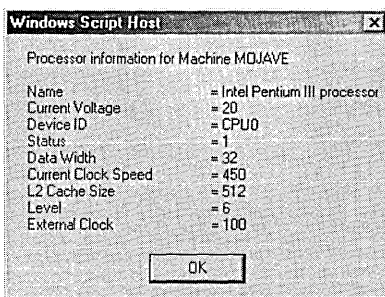 Windows Script Host
Processor information for Machine MOJAVE
Name = Intel Pentium III processor
Current Voltage = 20
Device ID = CPU0
Status = 1
Data Width = 32
Current Clock Speed = 450
L2 Cache Size = 512
Level = 6
External Clock = 100
OK